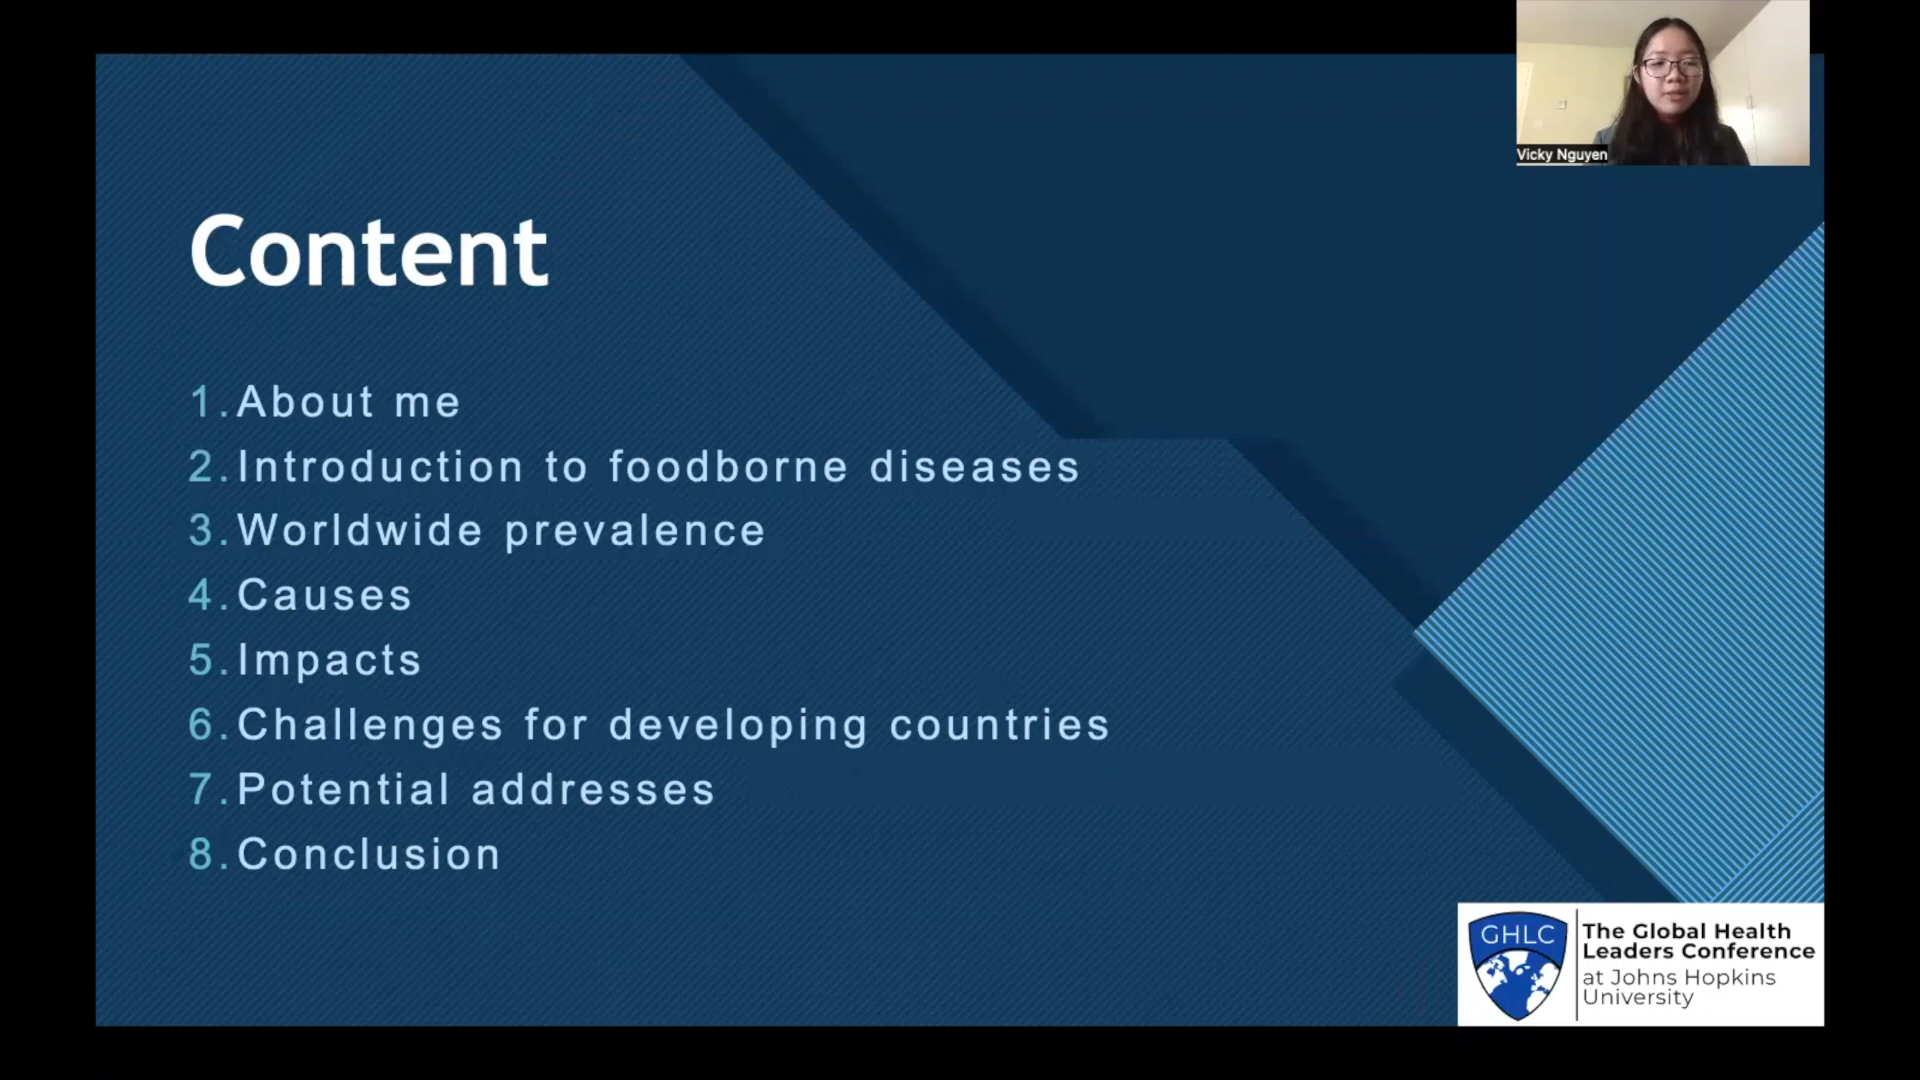 Vicky Nguyen
Content
1. About me
2. Introduction to foodborne diseases
3. Worldwide prevalence
4. Causes
5. Impacts
6. Challenges for developing countries
7. Potential addresses
8. Conclusion
GHLC
The Global Health
Leaders Conference
at Johns Hopkins
University